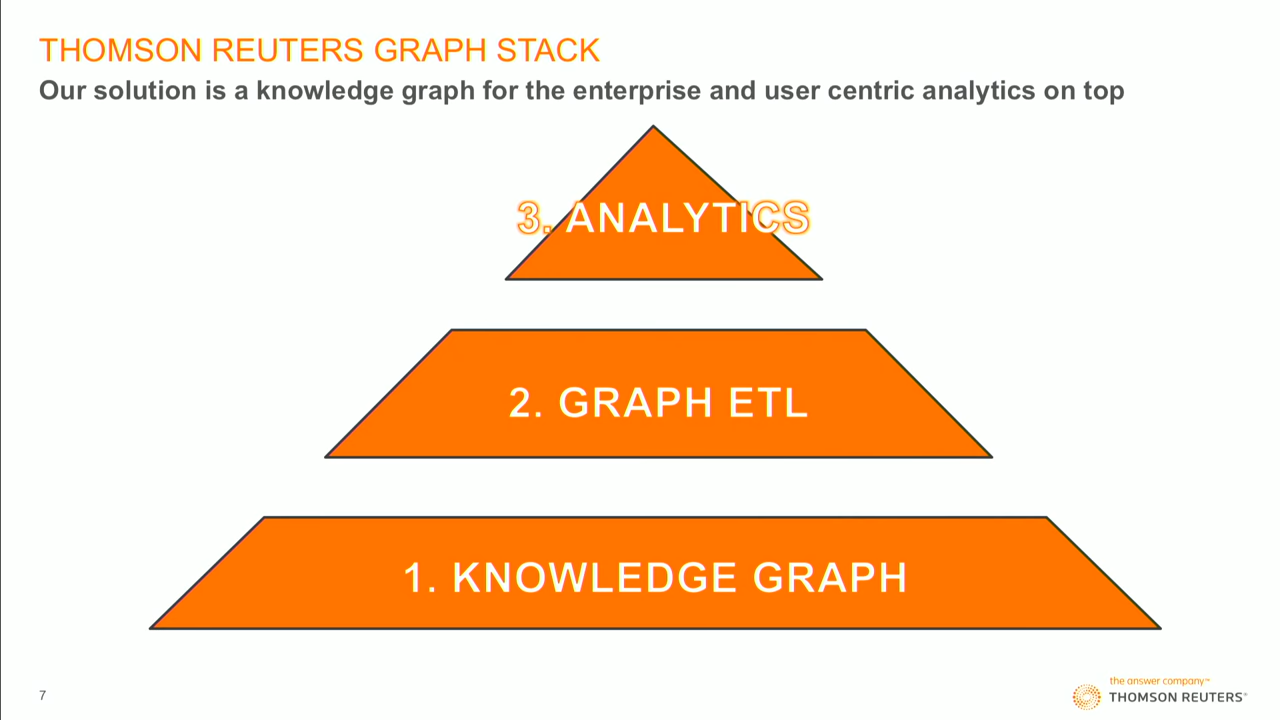 THOMSON REUTERS GRAPH STACK
Our solution is a knowledge graph for the enterprise and user centric analytics on top
3. ANALYTICS
2. GRAPH ETL
1. KNOWLEDGE GRAPH
7
the answer company™
THOMSON REUTERS®